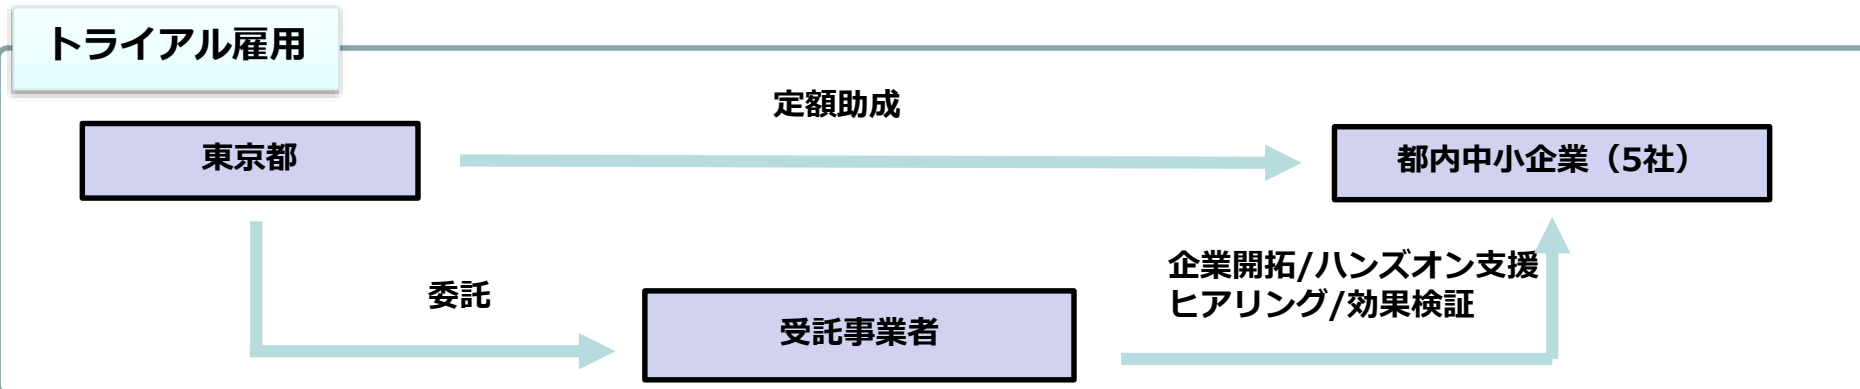 トライアル雇用
定額助成
東京都
都内中小企業（5社）
企業開拓/ハンズオン支援
ヒアリング/効果検証
委託
受託事業者